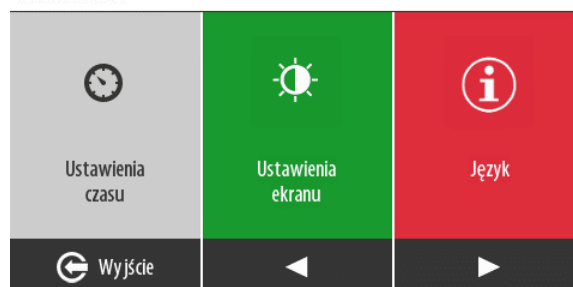 Ustawienia
czasu
Ustawienia
ekranu
Język
Wyjście